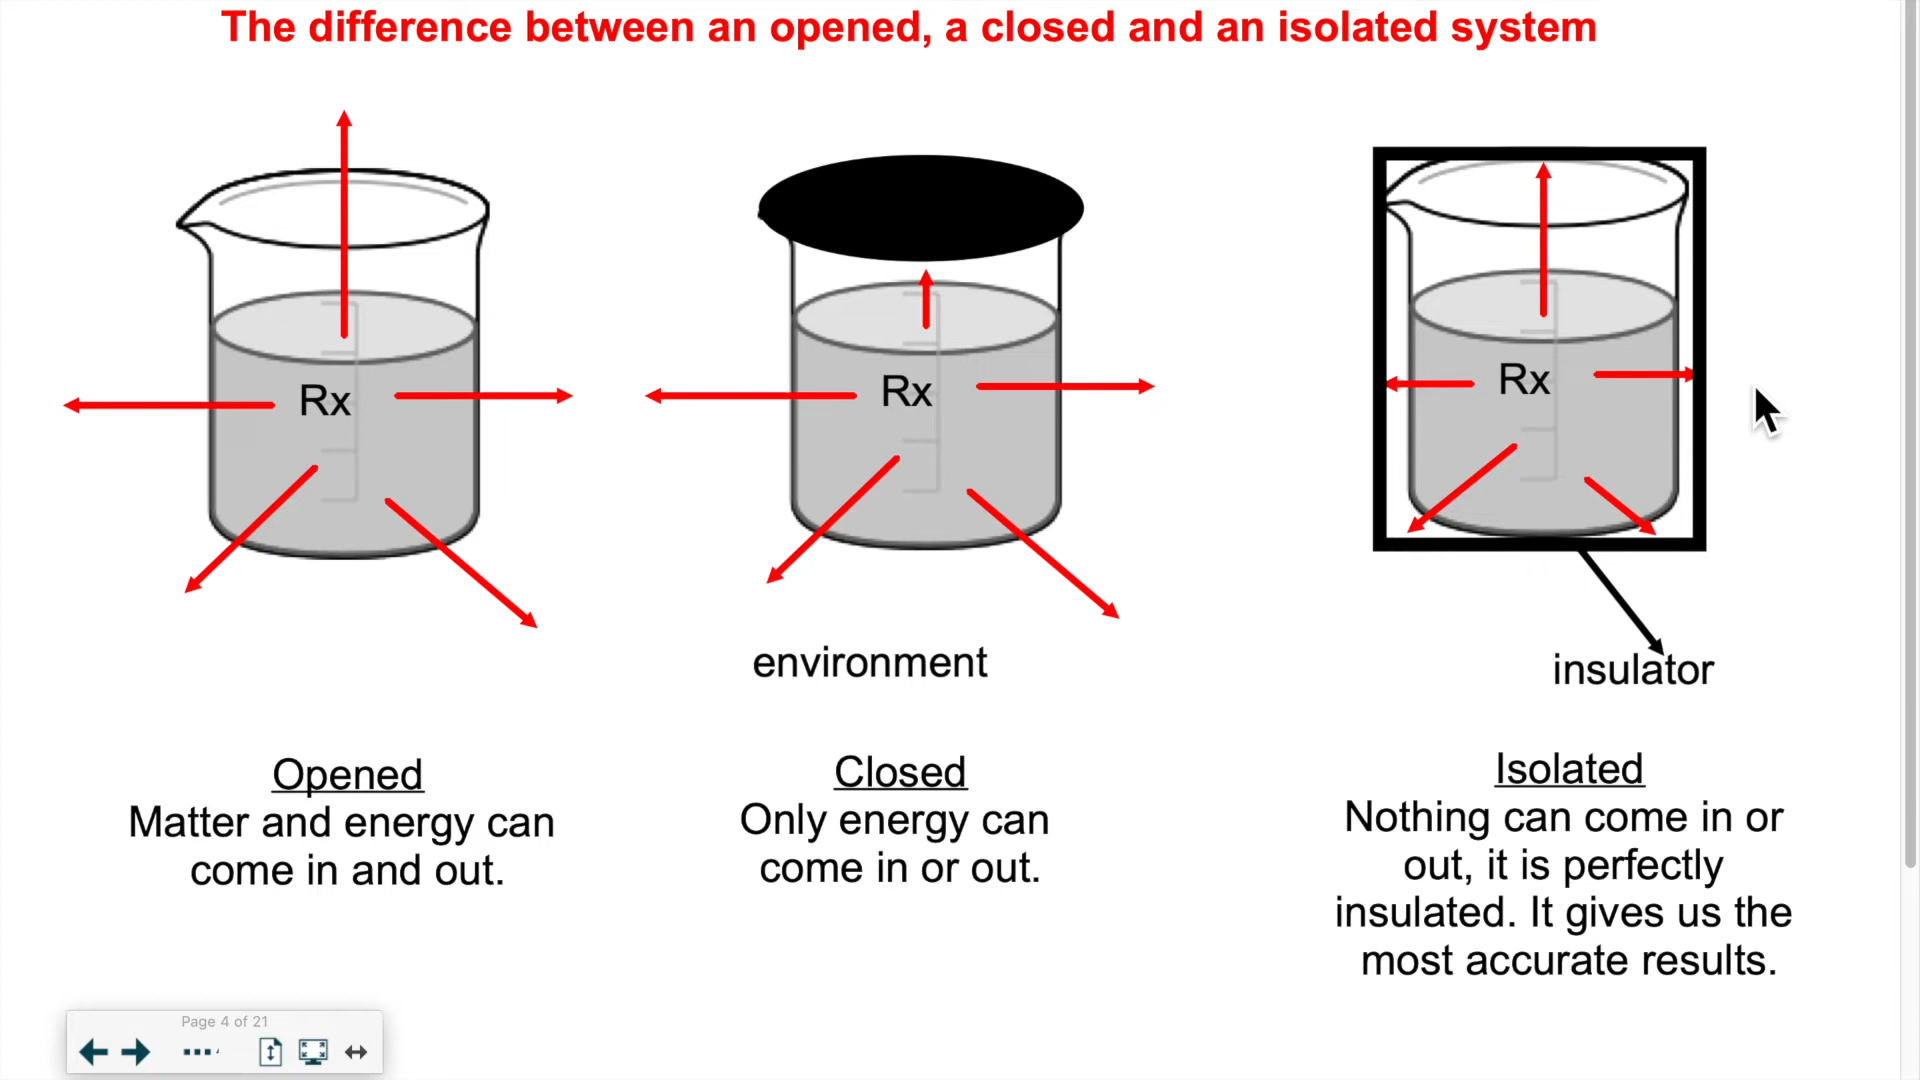 The difference between an opened, a closed and an isolated system
Rx
Rx
Rx
environment
insulator
Opened
Matter and energy can
come in and out.
Closed
Only energy can
come in or out.
Isolated
Nothing can come in or
out, it is perfectly
insulated. It gives us the
most accurate results.
Page 4 of 21